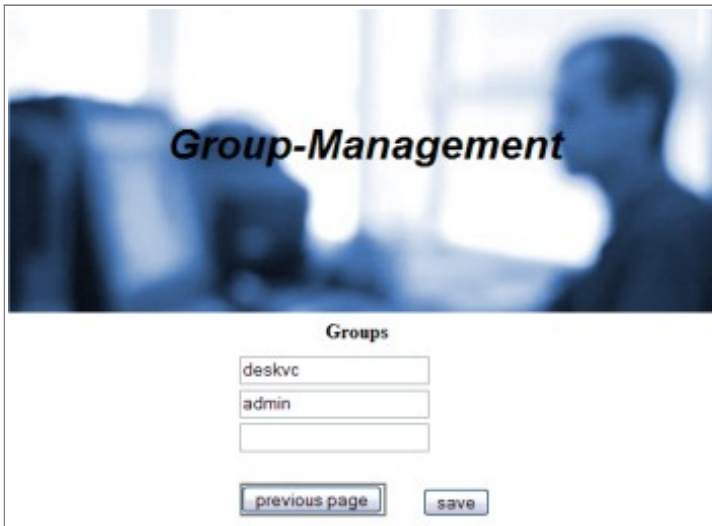 Group-Management
Groups
deskvc
admin
previous page
save